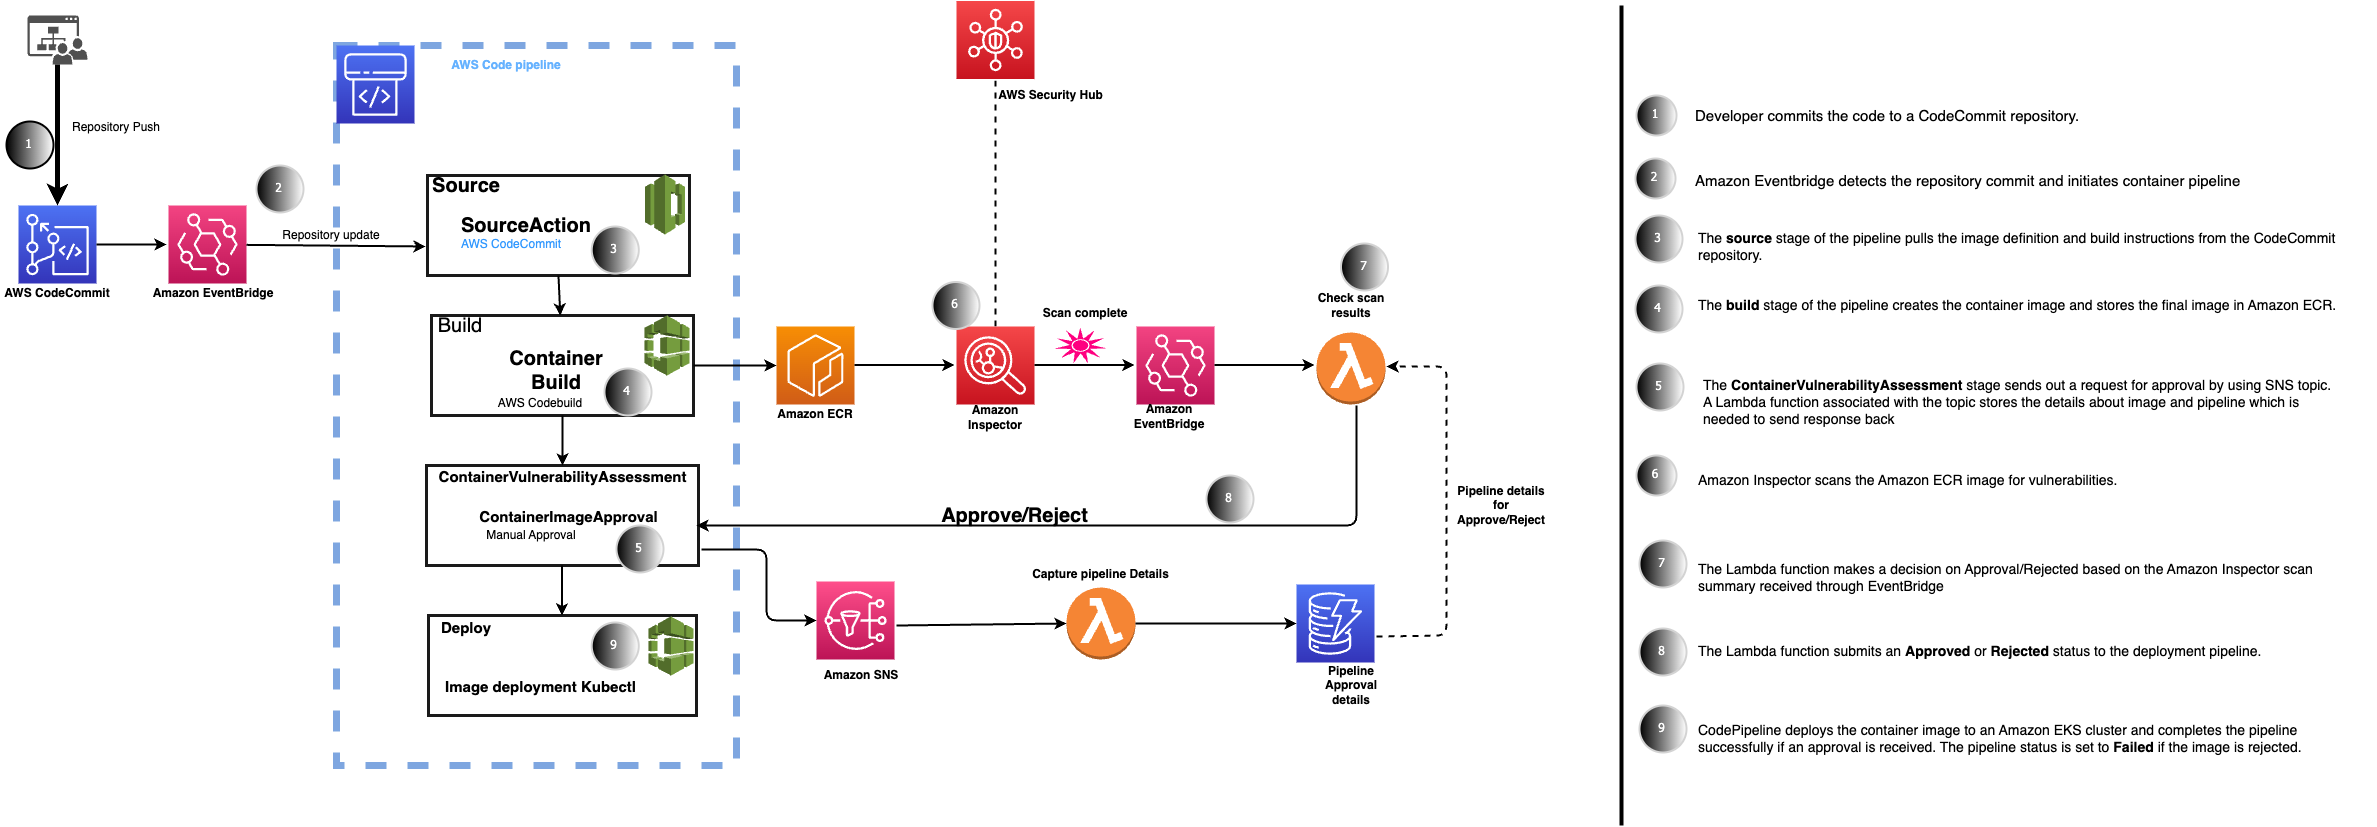 AWS Security Hub
AWS Code pipeline
1
Repository Push
2
Repository update
AWS CodeCommit
Amazon EventBridge
Source
SourceAction
AWS CodeCommit
3
Build
Container
Build
AWS Codebuild
4
Amazon ECR
6
Amazon
Inspector
Scan complete
Amazon
EventBridge
7
Check scan
results
ContainerVulnerabilityAssessment
ContainerImageApproval
Manual Approval
5
Approve/Reject
8
Pipeline details
for
Approve/Reject
Deploy
9
Image deployment Kubectl
Amazon SNS
Capture pipeline Details
Pipeline
Approval
details
1
Developer commits the code to a CodeCommit repository.
2
Amazon Eventbridge detects the repository commit and initiates container pipeline
3
The source stage of the pipeline pulls the image definition and build instructions from the CodeCommit
repository.
4
The build stage of the pipeline creates the container image and stores the final image in Amazon ECR.
5
The ContainerVulnerabilityAssessment stage sends out a request for approval by using SNS topic.
A Lambda function associated with the topic stores the details about image and pipeline which is
needed to send response back
6
Amazon Inspector scans the Amazon ECR image for vulnerabilities.
7
The Lambda function makes a decision on Approval/Rejected based on the Amazon Inspector scan
summary received through EventBridge
8
The Lambda function submits an Approved or Rejected status to the deployment pipeline.
9
CodePipeline deploys the container image to an Amazon EKS cluster and completes the pipeline
successfully if an approval is received. The pipeline status is set to Failed if the image is rejected.